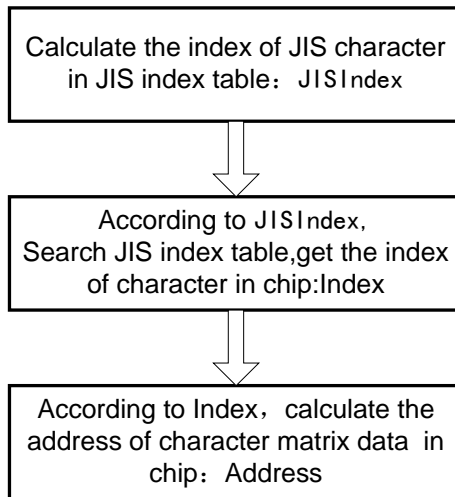 Calculate the index of JIS character
in JIS index table：JISIndex
According to JISIndex,
Search JIS index table,get the index
of character in chip:Index
According to Index，calculate the
address of character matrix data in
chip：Address